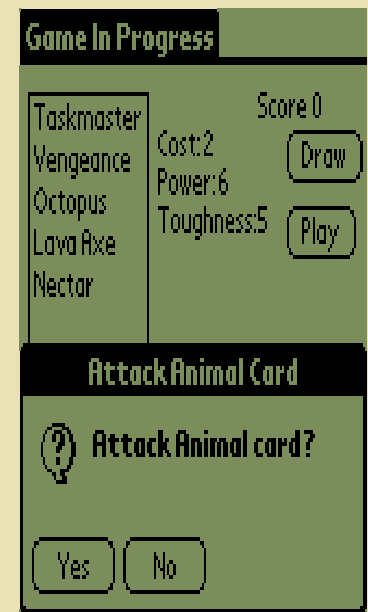 Game In Progress
Score 0
Taskmaster
Vengeance
Octopus
Lava Axe
Nectar
Cost:2
Power:6
Toughness:5
Draw
Play
Attack Animal Card
Attack Animal card?
Yes
No